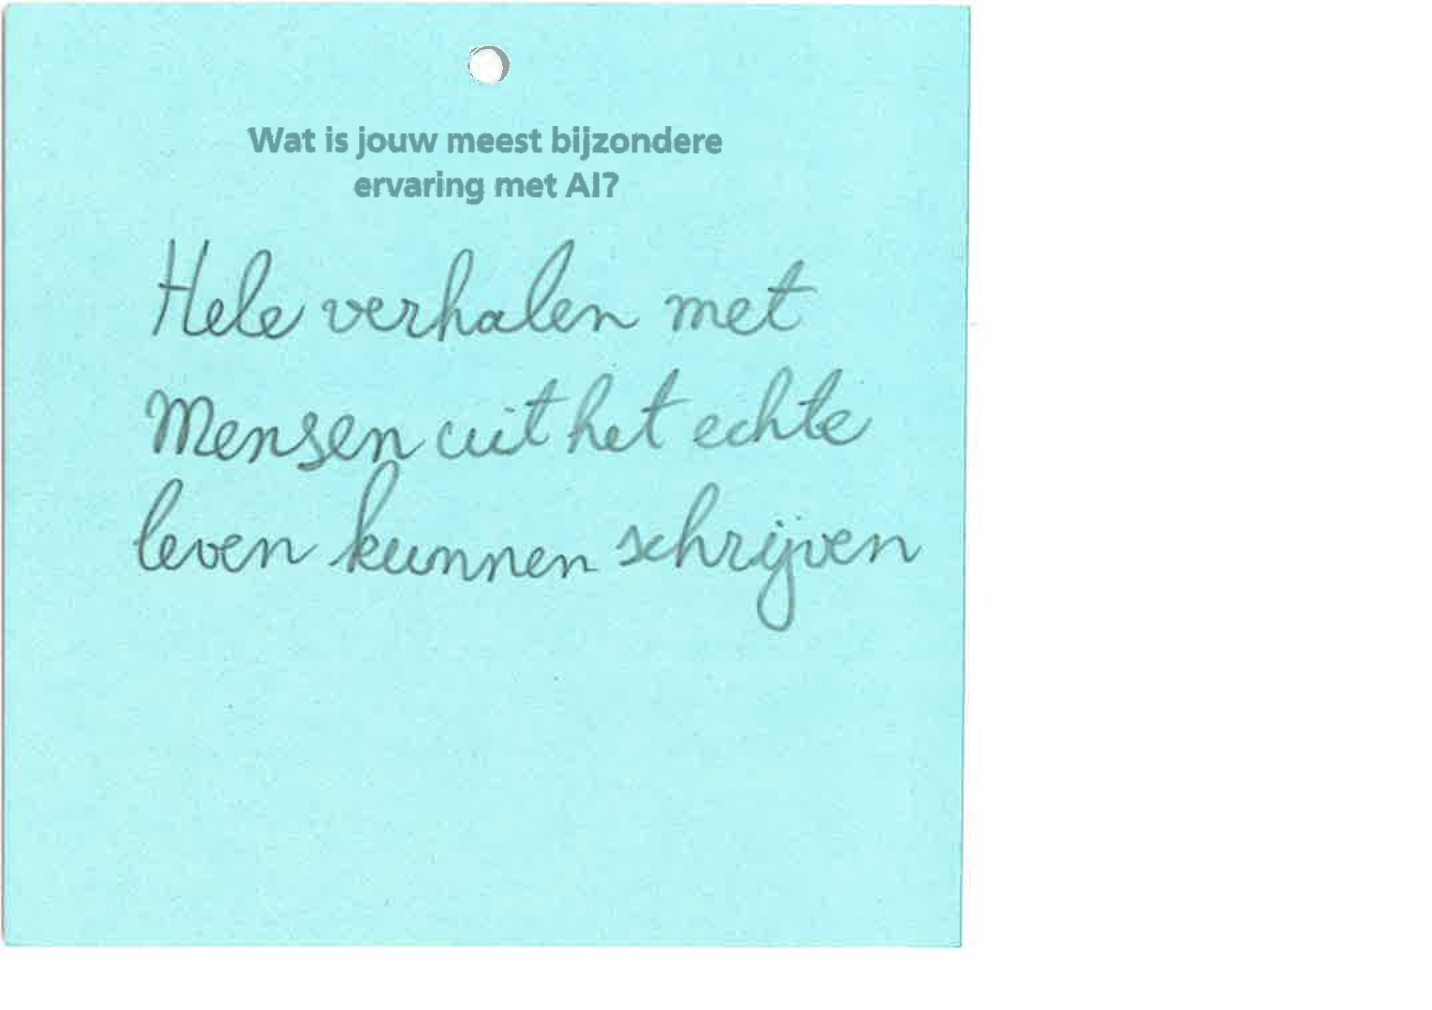 Wat is jouw meest bijzondere
ervaring met AI?
Hele verhalen met
Mensen uit het echte
leven kunnen schrijven